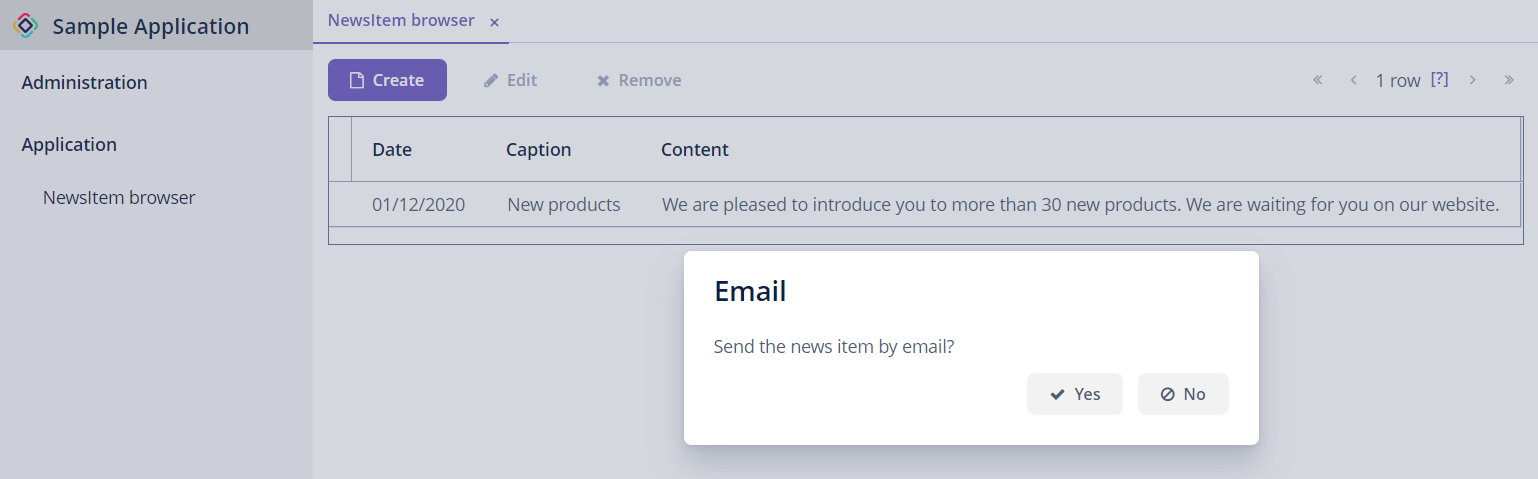 Sample Application
NewsItem browser ×
Administration
Create Edit Remove « ‹ 1 row [?] › »
Application
Date Caption Content
NewsItem browser
01/12/2020 New products We are pleased to introduce you to more than 30 new products. We are waiting for you on our website.
Email
Send the news item by email?
Yes No